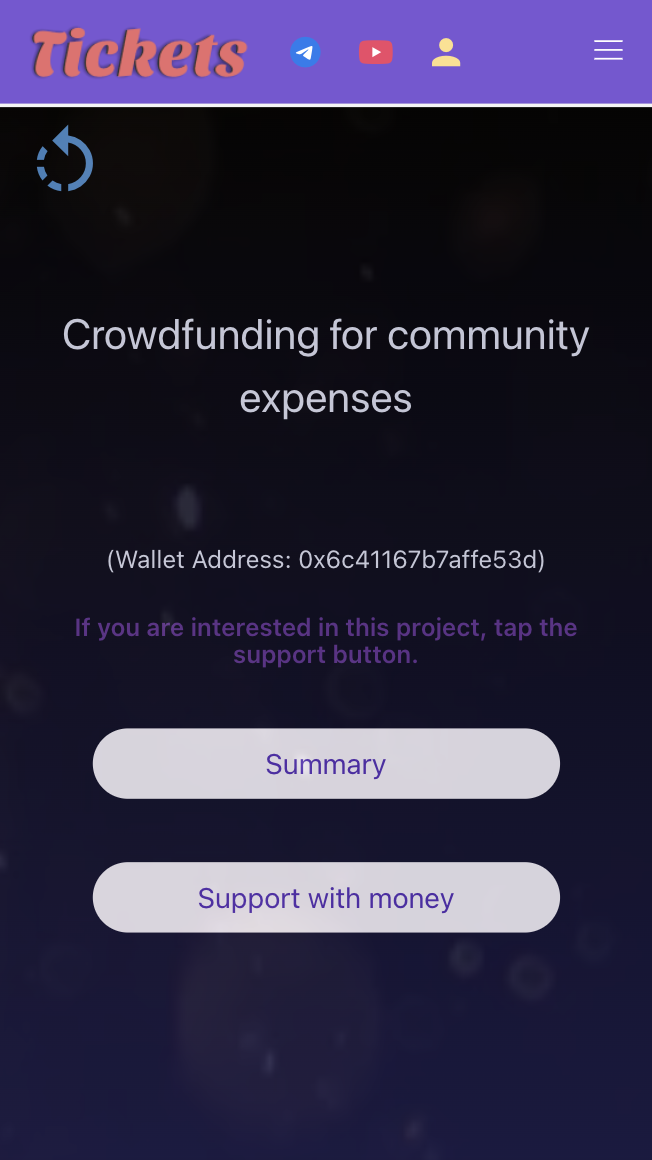 Tickets
Crowdfunding for community
expenses
(Wallet Address: 0x6c41167b7affe53d)
If you are interested in this project, tap the
support button.
Summary
Support with money